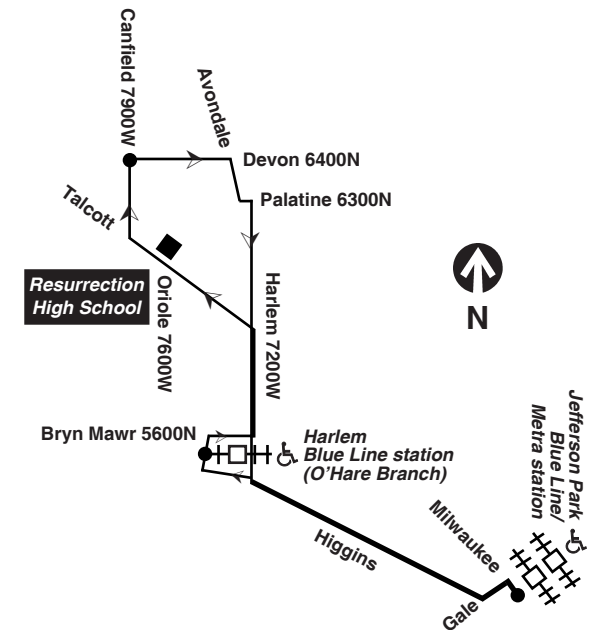 Canfield 7900W
Avondale
Devon 6400N
Palatine 6300N
Talcott
Resurrection
High School
Oriole 7600W
Harlem 7200W
N
Bryn Mawr 5600N
Harlem
Blue Line station
(O'Hare Branch)
Jefferson Park
Blue Line/
Metra station
Higgins
Milwaukee
Gale